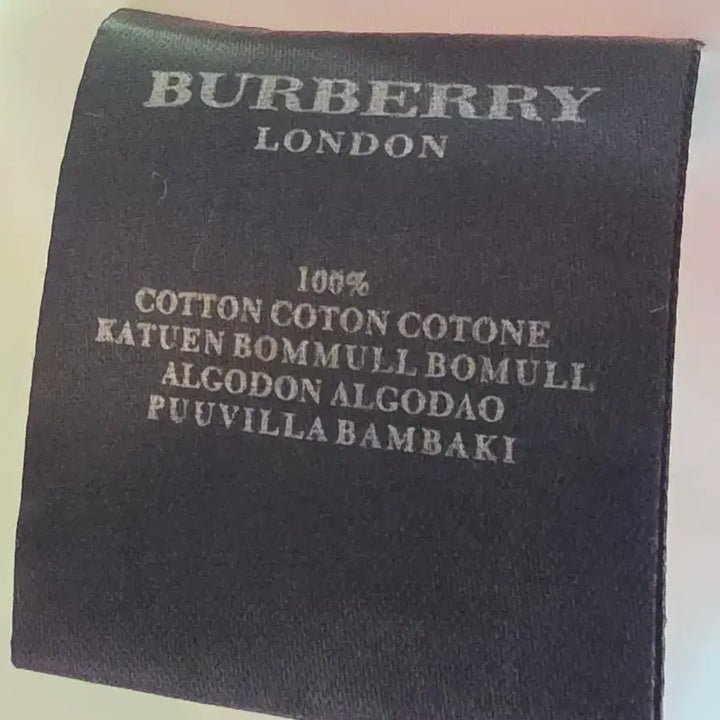 BURBERRY
LONDON
100%
COTTON COTON COTONE
KATUEN BOMMULL BOMULL
ALGODON ALGODAO
PUUVILLA BAMBAKI